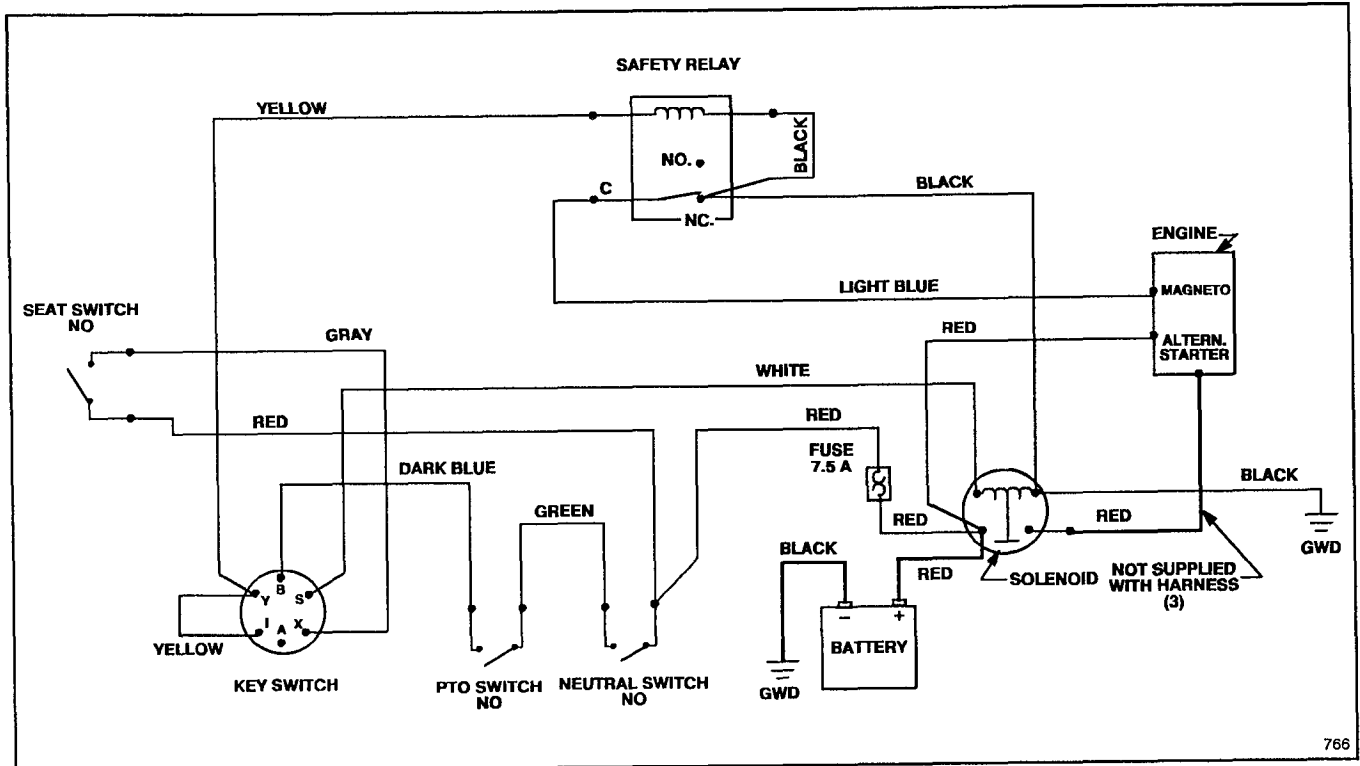 SAFETY RELAY
YELLOW
BLACK
NO.
C
BLACK
NC.
ENGINE
LIGHT BLUE
MAGNETO
SEAT SWITCH
NO
GRAY
RED
ALTERN.
STARTER
WHITE
RED
RED
FUSE
7.5 A
DARK BLUE
BLACK
GREEN
RED
RED
GWD
BLACK
RED
SOLENOID
NOT SUPPLIED
WITH HARNESS
(3)
B
Y
S
I
A
X
YELLOW
- +
BATTERY
KEY SWITCH
PTO SWITCH
NO
NEUTRAL SWITCH
NO
GWD
766